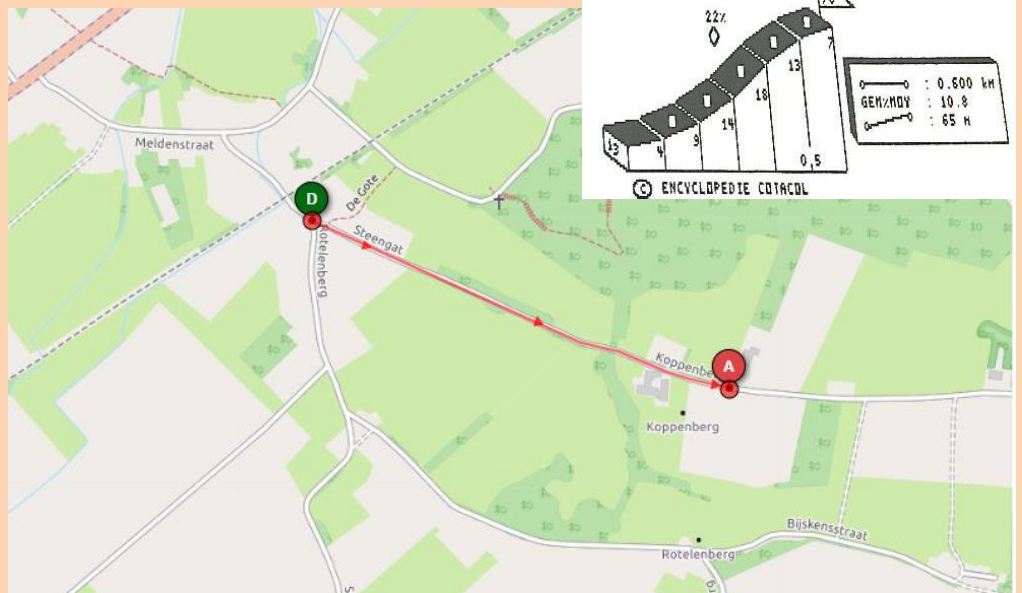 22%
7
13
18
14
9
4
13
0,5
: 0.600 KM
GEM%MOY : 10.8
: 65 M
© ENCYCLOPEDIE COTACOL
Meldenstraat
D
De Gote
Steengat
Rotelenberg
Koppenbe
A
Koppenberg
Bijskensstraat
Rotelenberg